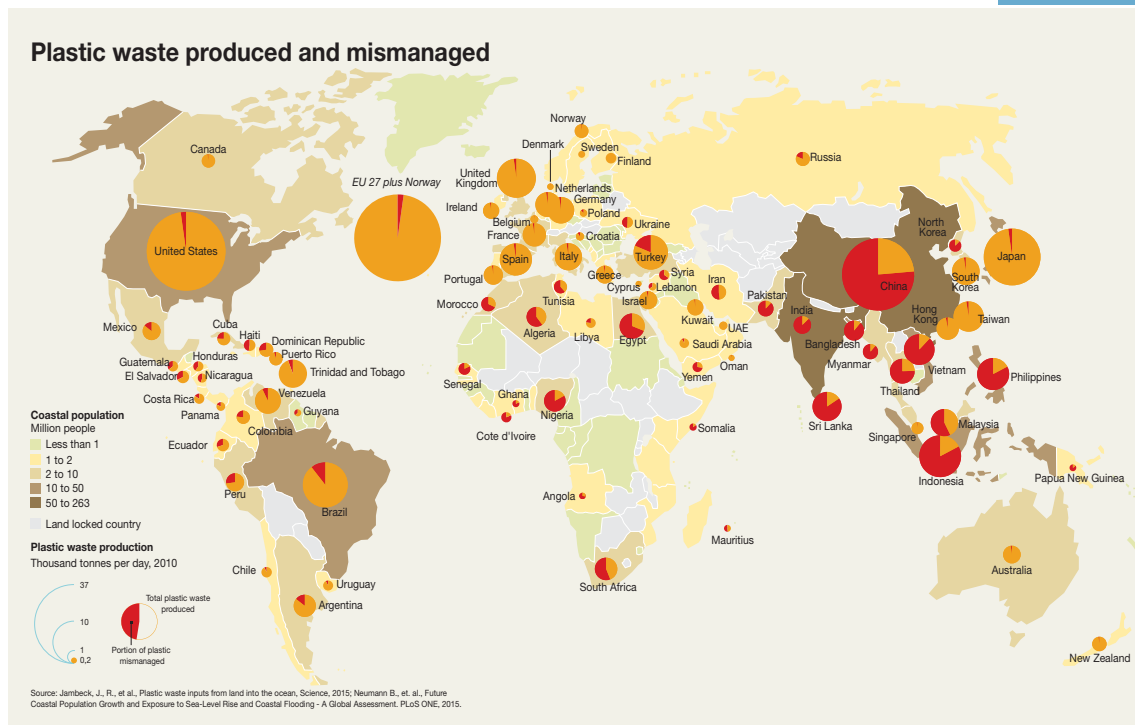 Plastic waste produced and mismanaged
Norway
Denmark
Sweden
Finland
Russia
Canada
EU 27 plus Norway
United
Kingdom
Netherlands
Germany
Ireland
Poland
Belgium
Ukraine
France
Croatia
North
Korea
United States
Spain
Italy
Turkey
Japan
Portugal
Greece
Syria
Iran
China
South
Korea
Cyprus
Lebanon
Morocco
Tunisia
Israel
Pakistan
India
Hong
Kong
Taiwan
Mexico
Cuba
Haiti
Dominican Republic
Algeria
Libya
Egypt
Kuwait
UAE
Saudi Arabia
Bangladesh
Puerto Rico
Guatemala
Honduras
Oman
Myanmar
Vietnam
El Salvador
Nicaragua
Trinidad and Tobago
Senegal
Yemen
Thailand
Philippines
Costa Rica
Venezuela
Ghana
Nigeria
Panama
Guyana
Coastal population
Million people
Less than 1
1 to 2
2 to 10
10 to 50
50 to 263
Land locked country
Colombia
Cote d'Ivoire
Somalia
Sri Lanka
Singapore
Malaysia
Ecuador
Indonesia
Papua New Guinea
Peru
Brazil
Angola
Mauritius
Plastic waste production
Thousand tonnes per day, 2010
37
10
1
0,2
Total plastic waste
produced
Portion of plastic
mismanaged
Chile
Uruguay
Argentina
South Africa
Australia
New Zealand
Source: Jambeck, J., R., et al., Plastic waste inputs from land into the ocean, Science, 2015; Neumann B., et. al., Future
Coastal Population Growth and Exposure to Sea-Level Rise and Coastal Flooding - A Global Assessment. PLoS ONE, 2015.